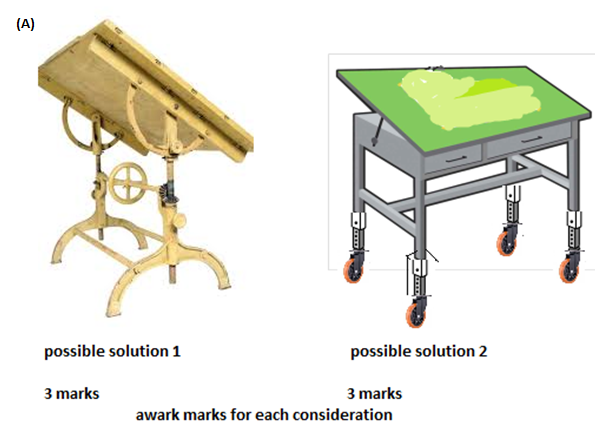 (A)
possible solution 1
possible solution 2
3 marks
3 marks
awark marks for each consideration